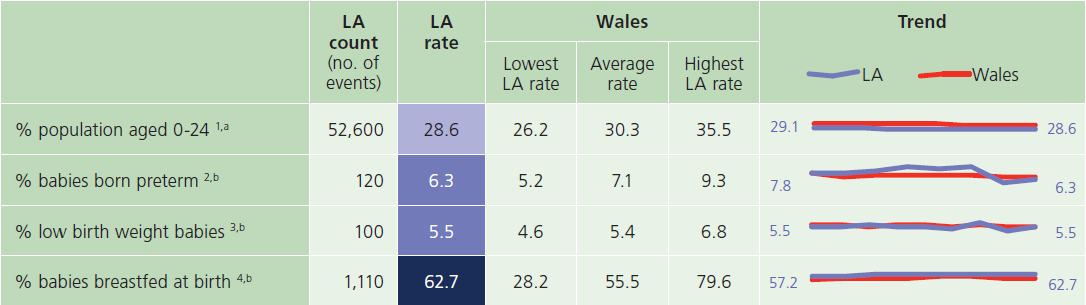 LA count (no. of events) LA rate Wales Trend
Lowest LA rate Average rate Highest LA rate LA Wales
% population aged 0-24 1,a 52,600 28.6 26.2 30.3 35.5 29.1 28.6
% babies born preterm 2,b 120 6.3 5.2 7.1 9.3 7.8 6.3
% low birth weight babies 3,b 100 5.5 4.6 5.4 6.8 5.5 5.5
% babies breastfed at birth 4,b 1,110 62.7 28.2 55.5 79.6 57.2 62.7